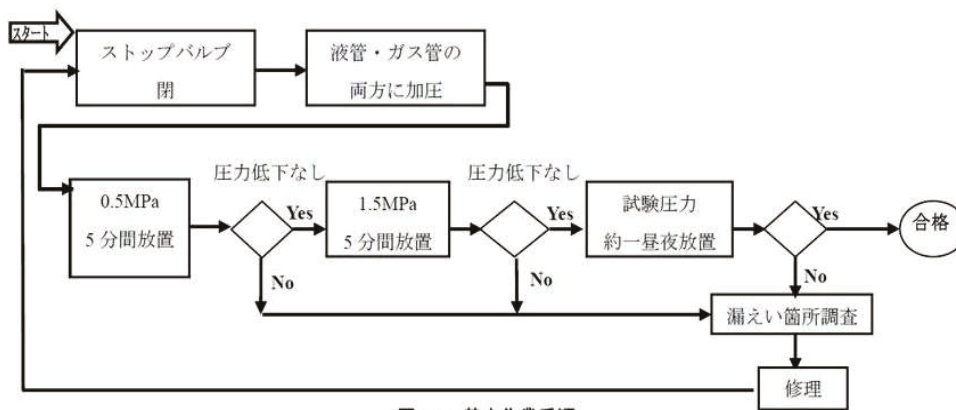 スタート
ストップバルブ
閉
液管・ガス管の
両方に加圧
圧力低下なし
圧力低下なし
0.5MPa
5分間放置
Yes
1.5MPa
5分間放置
Yes
試験圧力
約一昼夜放置
Yes
合格
No
No
No
漏えい箇所調査
修理